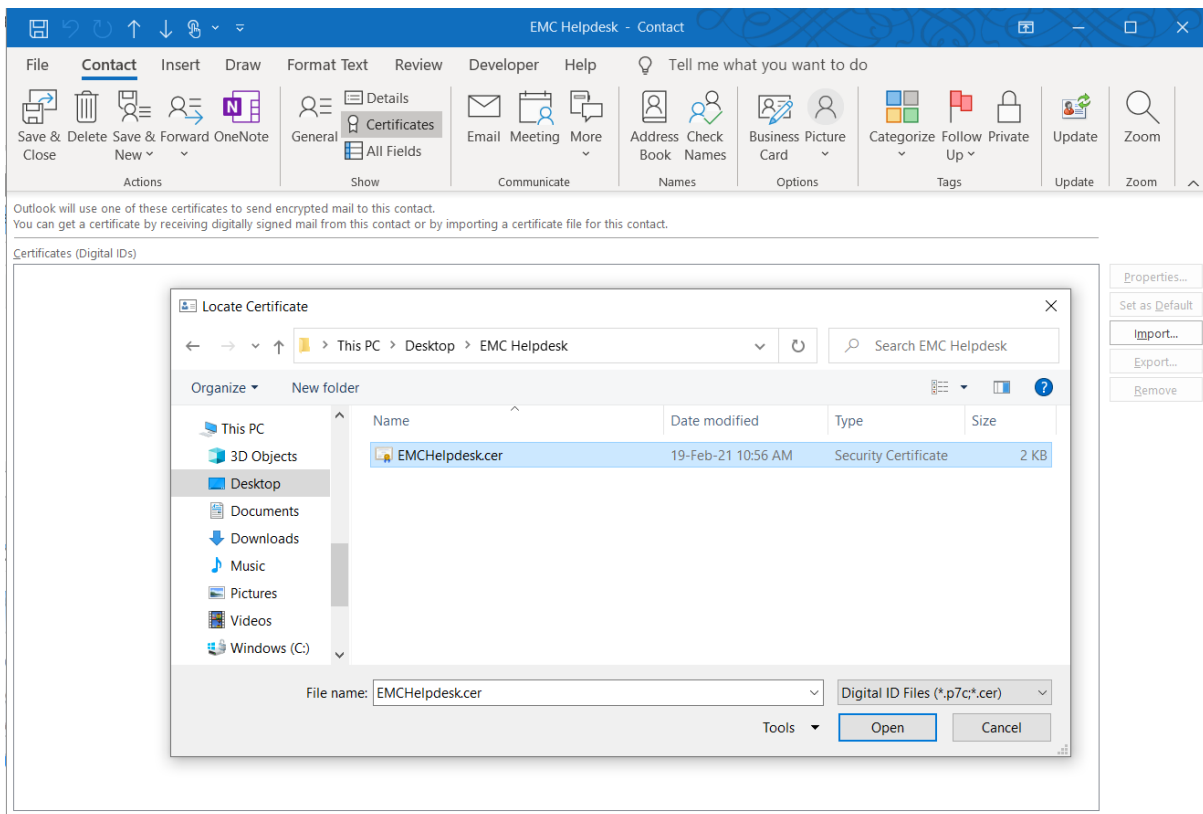 EMC Helpdesk - Contact
File Contact Insert Draw Format Text Review Developer Help Tell me what you want to do
Save & Close
Delete
Save & New
Forward
OneNote
Actions
General
Details
Certificates
All Fields
Show
Email
Meeting
More
Communicate
Address Book
Check Names
Names
Business Card
Picture
Options
Categorize
Follow Up
Private
Tags
Update
Update
Zoom
Zoom
Outlook will use one of these certificates to send encrypted mail to this contact.
You can get a certificate by receiving digitally signed mail from this contact or by importing a certificate file for this contact.
Certificates (Digital IDs)
Properties...
Set as Default
Import...
Export...
Remove
Locate Certificate
This PC > Desktop > EMC Helpdesk
Search EMC Helpdesk
Organize
New folder
?
This PC
3D Objects
Desktop
Documents
Downloads
Music
Pictures
Videos
Windows (C:)
Name Date modified Type Size
EMCHelpdesk.cer 19-Feb-21 10:56 AM Security Certificate 2 KB
File name: EMCHelpdesk.cer
Digital ID Files (*.p7c;*.cer)
Tools
Open
Cancel